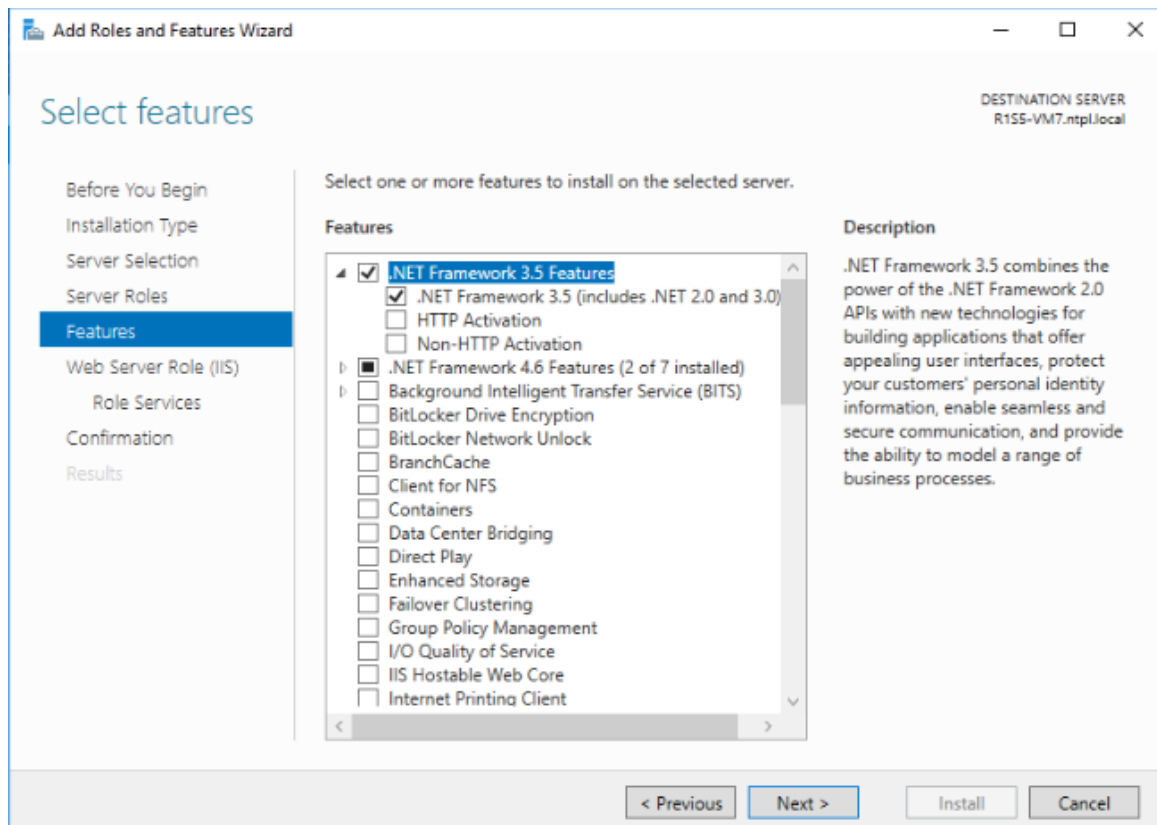 Add Roles and Features Wizard
Select features
DESTINATION SERVER
R1S5-VM7.ntpl.local
Before You Begin
Installation Type
Server Selection
Server Roles
Features
Web Server Role (IIS)
Role Services
Confirmation
Results
Select one or more features to install on the selected server.
Features
.NET Framework 3.5 Features
.NET Framework 3.5 (includes .NET 2.0 and 3.0)
HTTP Activation
Non-HTTP Activation
.NET Framework 4.6 Features (2 of 7 installed)
Background Intelligent Transfer Service (BITS)
BitLocker Drive Encryption
BitLocker Network Unlock
BranchCache
Client for NFS
Containers
Data Center Bridging
Direct Play
Enhanced Storage
Failover Clustering
Group Policy Management
I/O Quality of Service
IIS Hostable Web Core
Internet Printing Client
Description
.NET Framework 3.5 combines the
power of the .NET Framework 2.0
APIs with new technologies for
building applications that offer
appealing user interfaces, protect
your customers' personal identity
information, enable seamless and
secure communication, and provide
the ability to model a range of
business processes.
< Previous
Next >
Install
Cancel